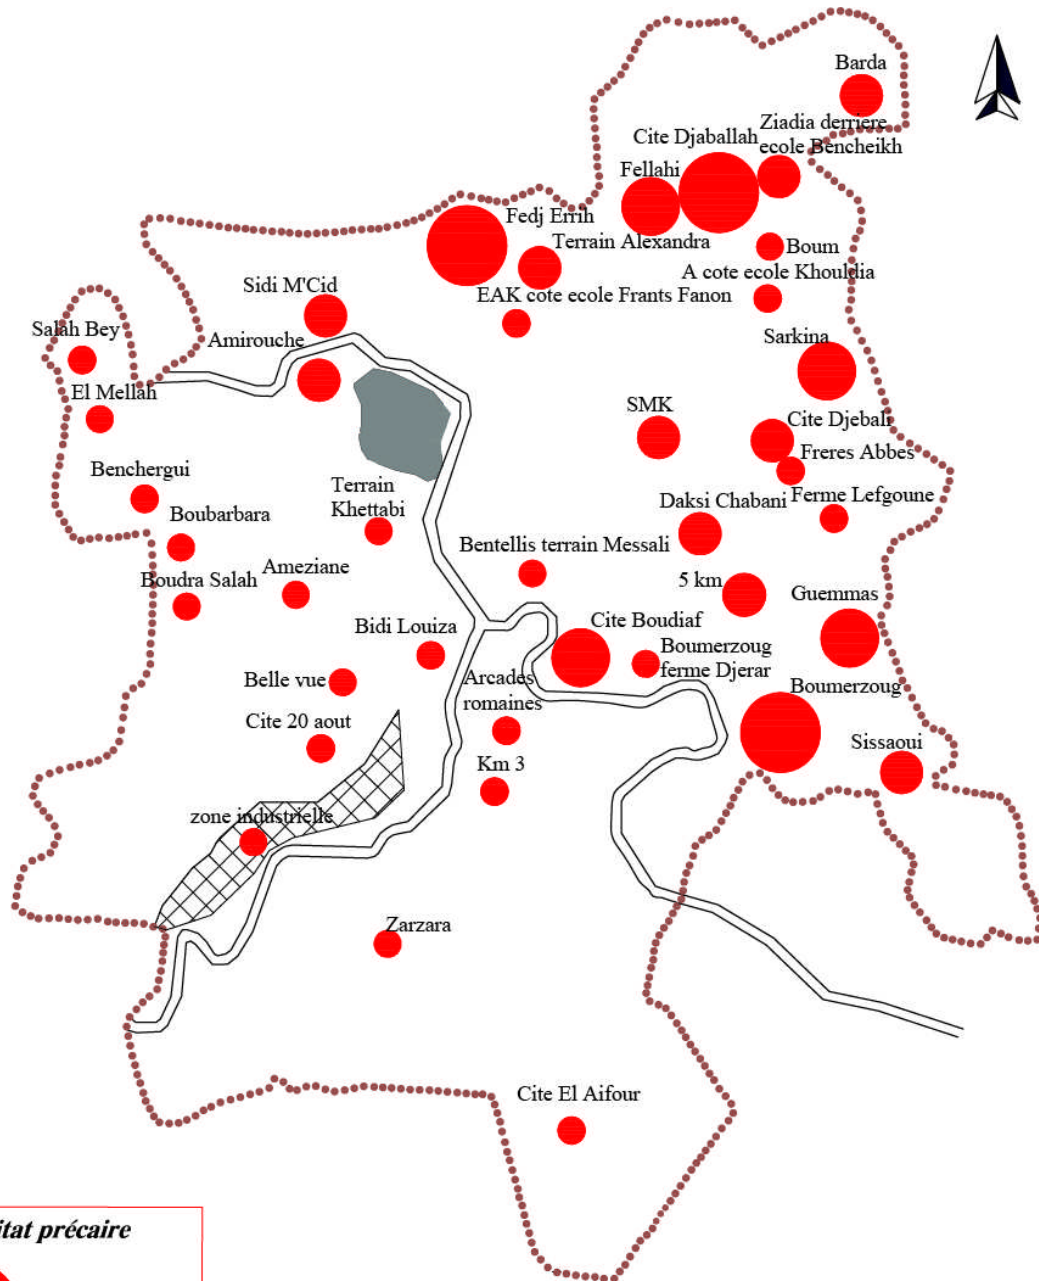 Barda
Ziadia derriere
ecole Bencheikh
Cite Djaballah
Fellahi
Fedj Errih
Terrain Alexandra
Boum
A cote ecole Khouldia
Sidi M'Cid
EAK cote ecole Frants Fanon
Salah Bey
Amirouche
Sarkina
El Mellah
SMK
Cite Djebali
Freres Abbes
Benchergui
Terrain
Khettabi
Daksi Chabani
Ferme Lefgoune
Boubarbara
Bentellis terrain Messali
Boudra Salah
Ameziane
5 km
Guemmas
Bidi Louiza
Cite Boudiaf
Boumerzoug
ferme Djerar
Belle vue
Arcades
romaines
Boumerzoug
Cite 20 aout
Sissaoui
Km 3
zone industrielle
Zarzara
Cite El Aifour
précaire